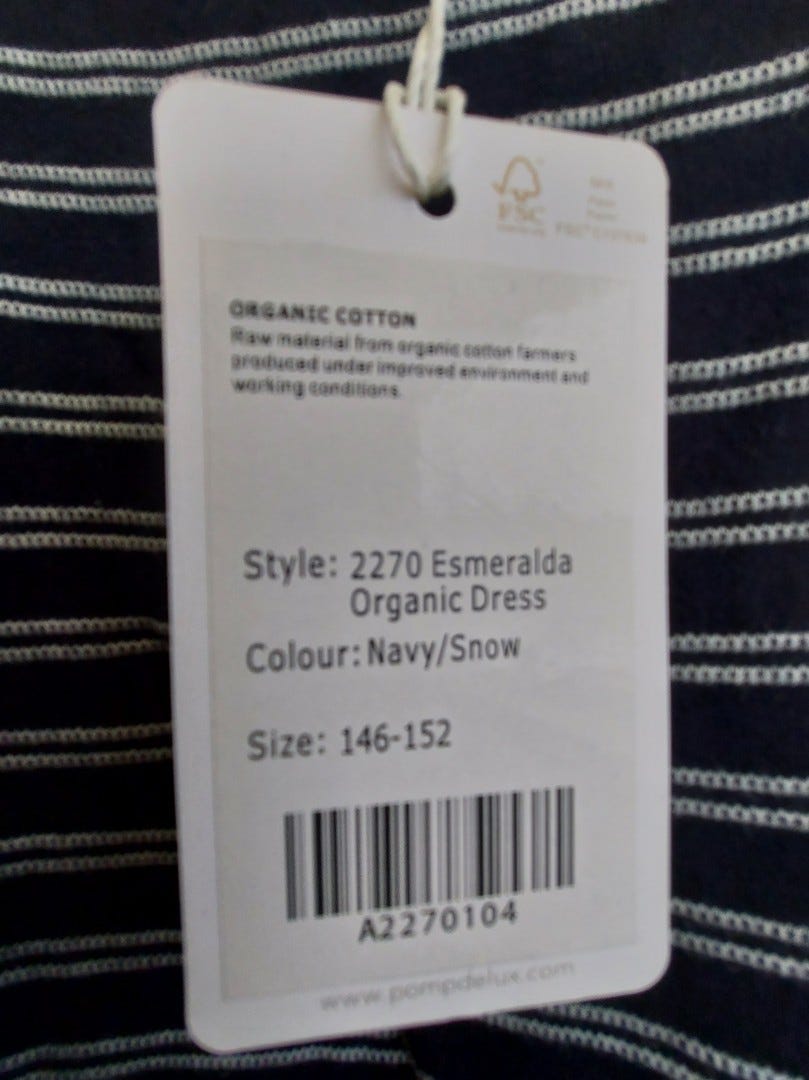 FSC
ORGANIC COTTON
Raw material from organic cotton farmers
produced under improved environment and
working conditions.
Style: 2270 Esmeralda
Organic Dress
Colour: Navy/Snow
Size: 146-152
A2270104
www.pompdelux.com